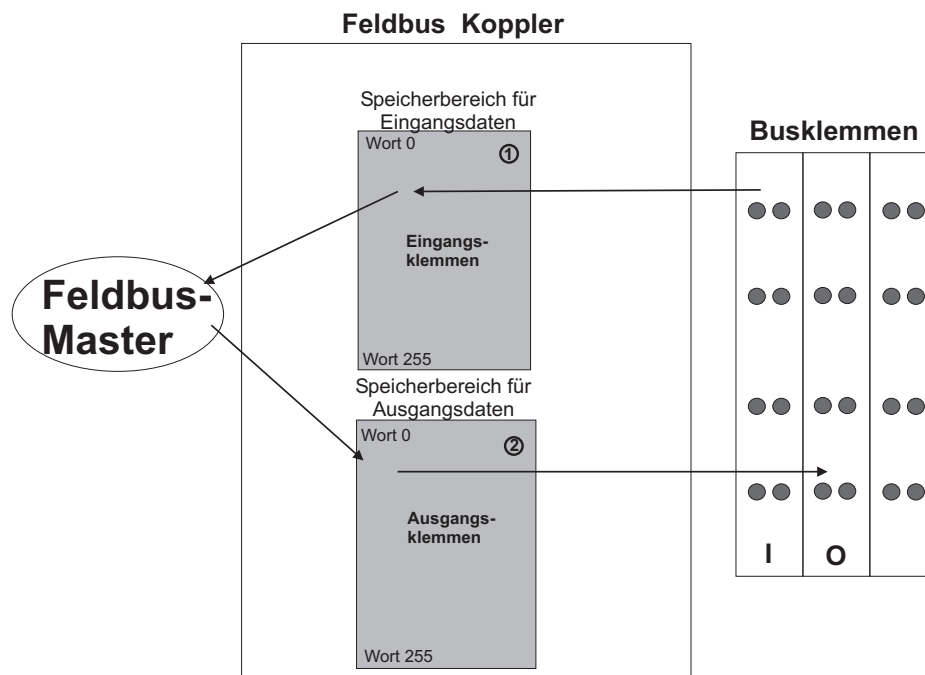 Feldbus Koppler
Speicherbereich für
Eingangsdaten
Wort 0
①
Eingangs-
klemmen
Wort 255
Speicherbereich für
Ausgangsdaten
Wort 0
②
Ausgangs-
klemmen
Wort 255
Feldbus-
Master
Busklemmen
I
O